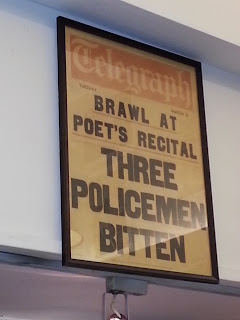 Telegraph
BRAWL AT
POET'S RECITAL
THREE
POLICEMEN
BITTEN